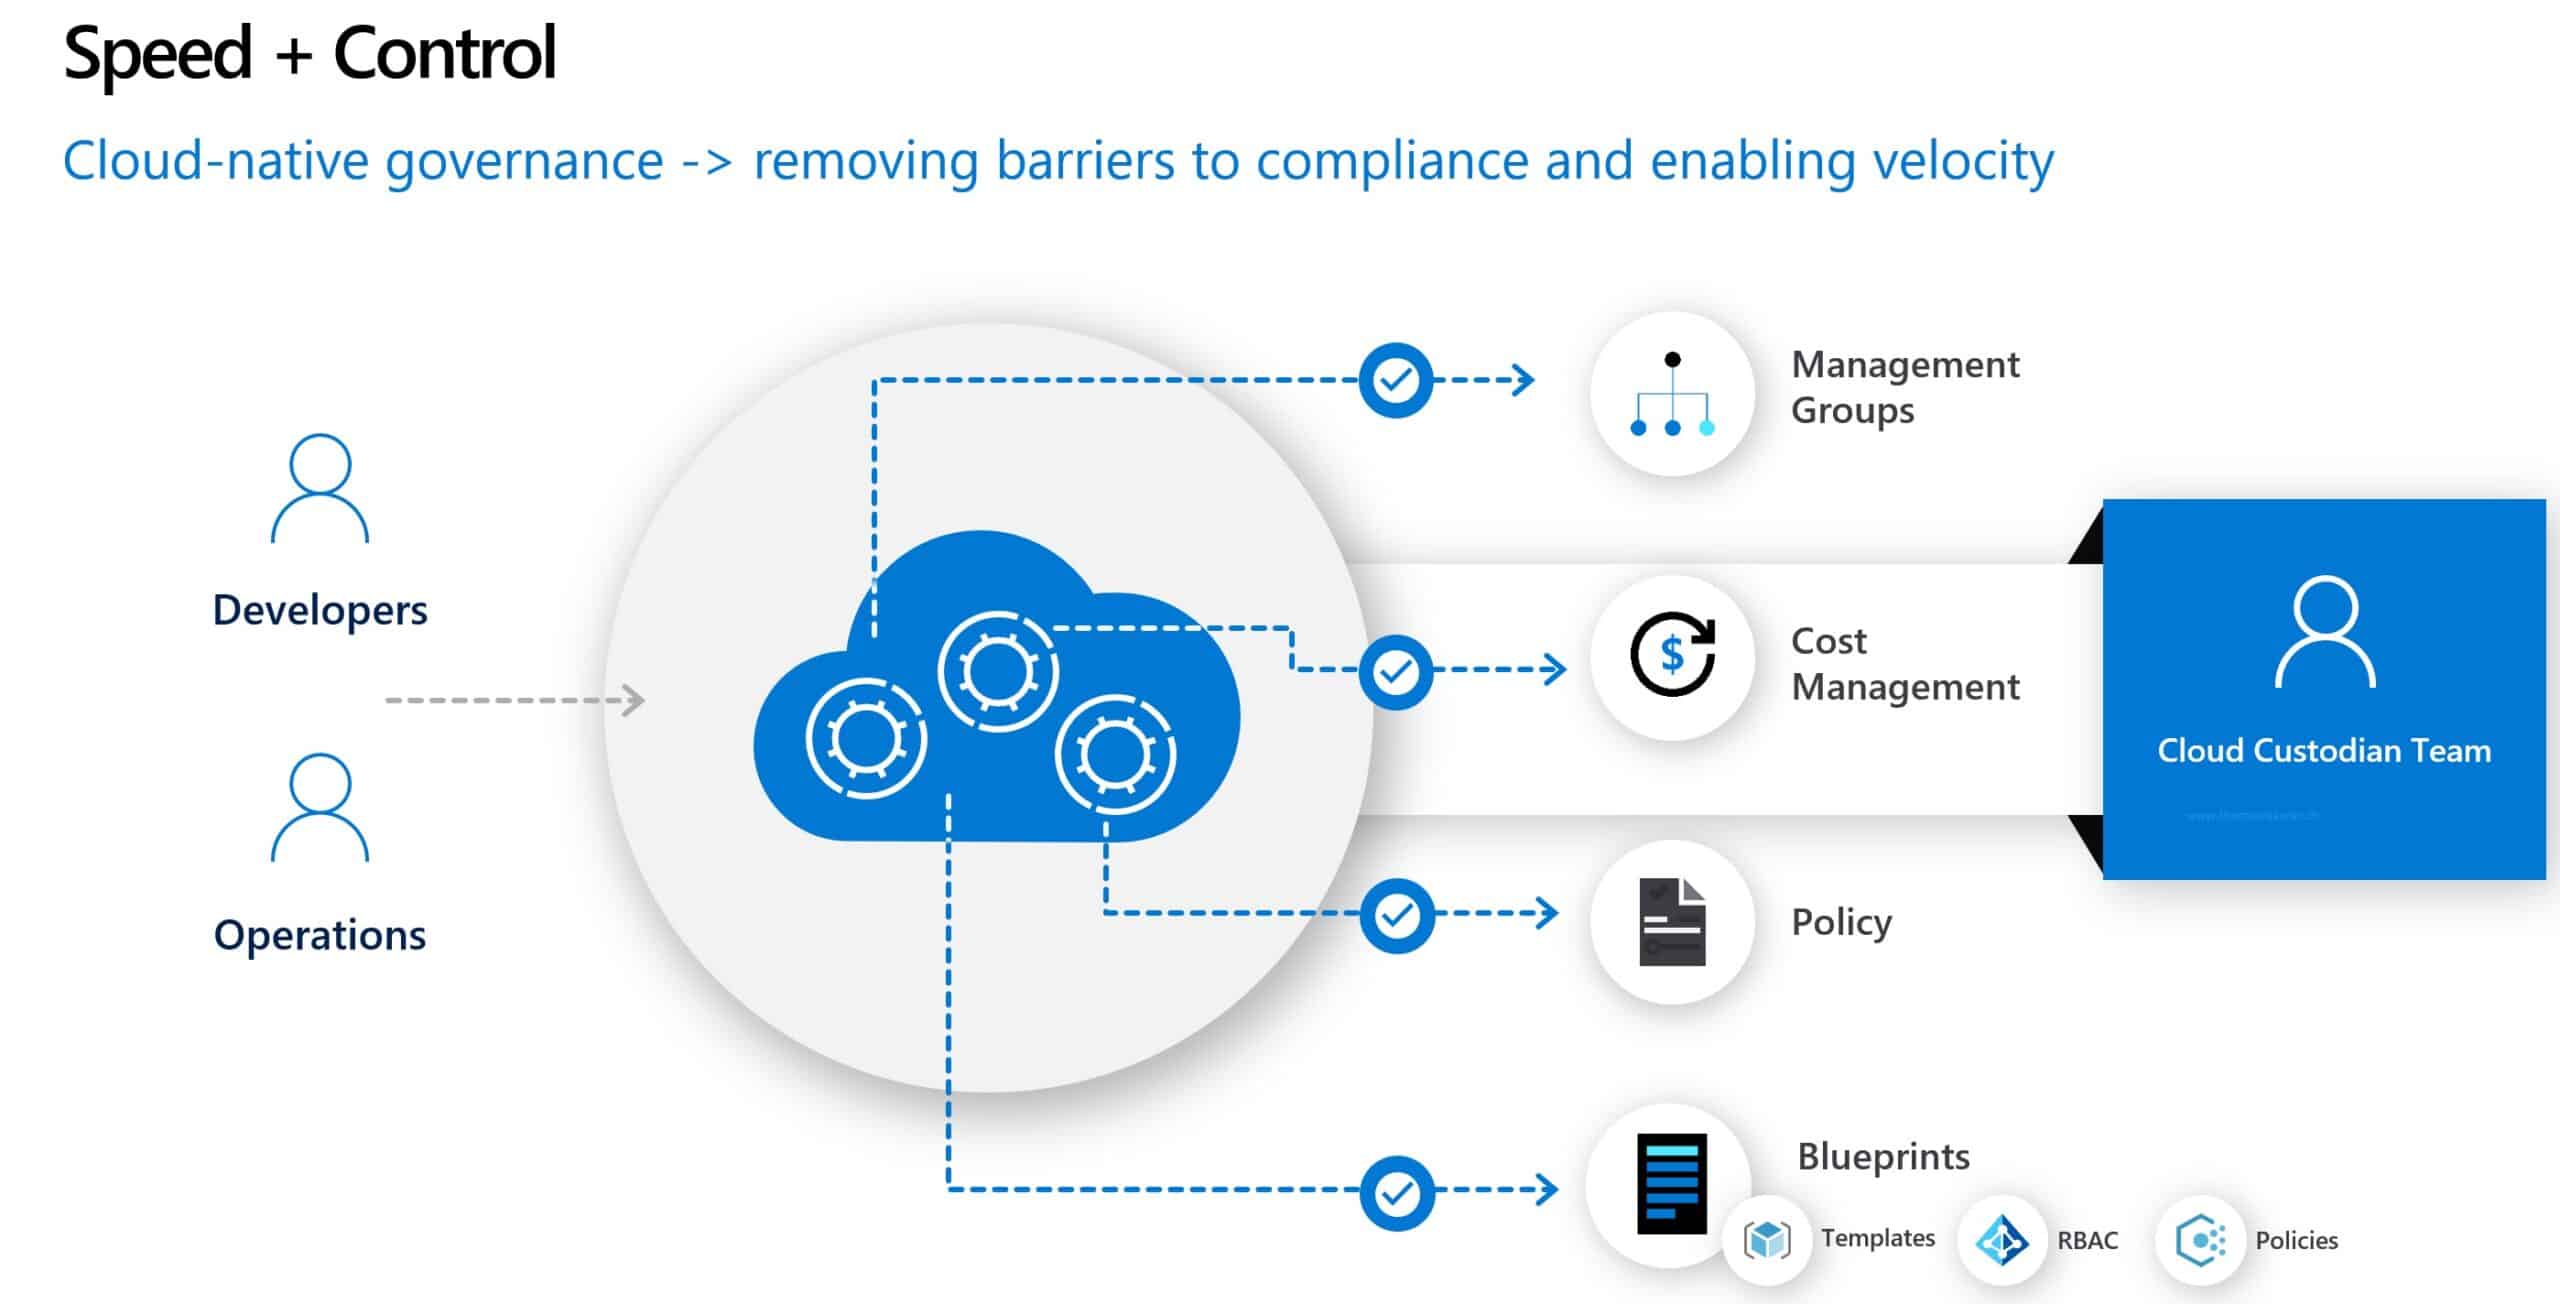 Speed + Control
Cloud-native governance -> removing barriers to compliance and enabling velocity
Developers
Operations
Management
Groups
$
Cost
Management
Policy
Blueprints
Templates
RBAC
Policies
Cloud Custodian Team